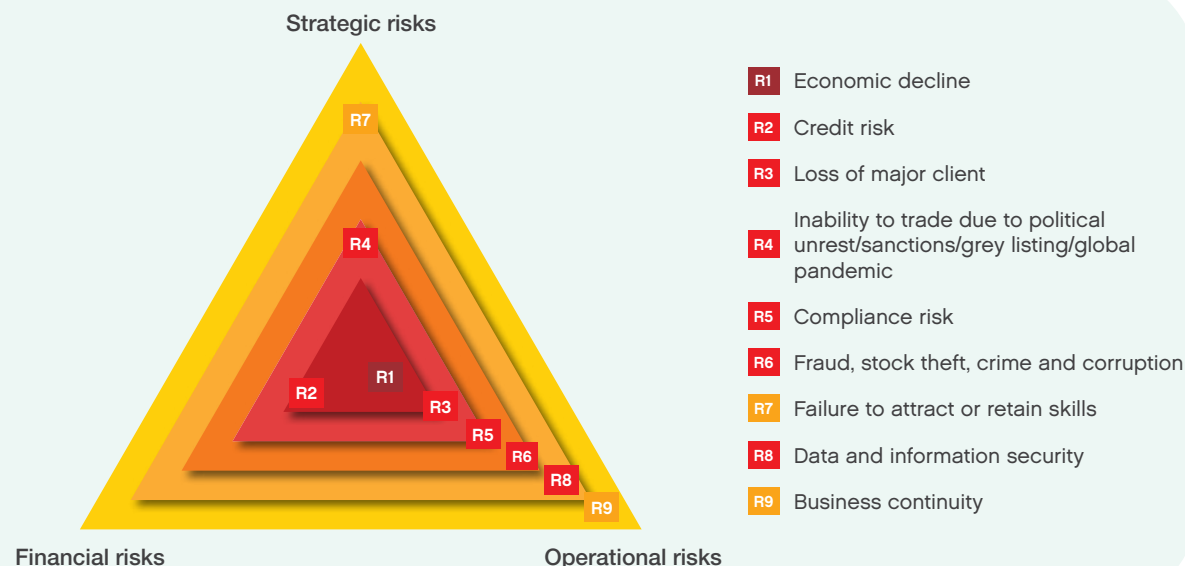 Strategic risks
R7
R4
R1
R2
R3
R5
R6
R8
R9
Financial risks
Operational risks
R1 Economic decline
R2 Credit risk
R3 Loss of major client
R4 Inability to trade due to political
unrest/sanctions/grey listing/global
pandemic
R5 Compliance risk
R6 Fraud, stock theft, crime and corruption
R7 Failure to attract or retain skills
R8 Data and information security
R9 Business continuity